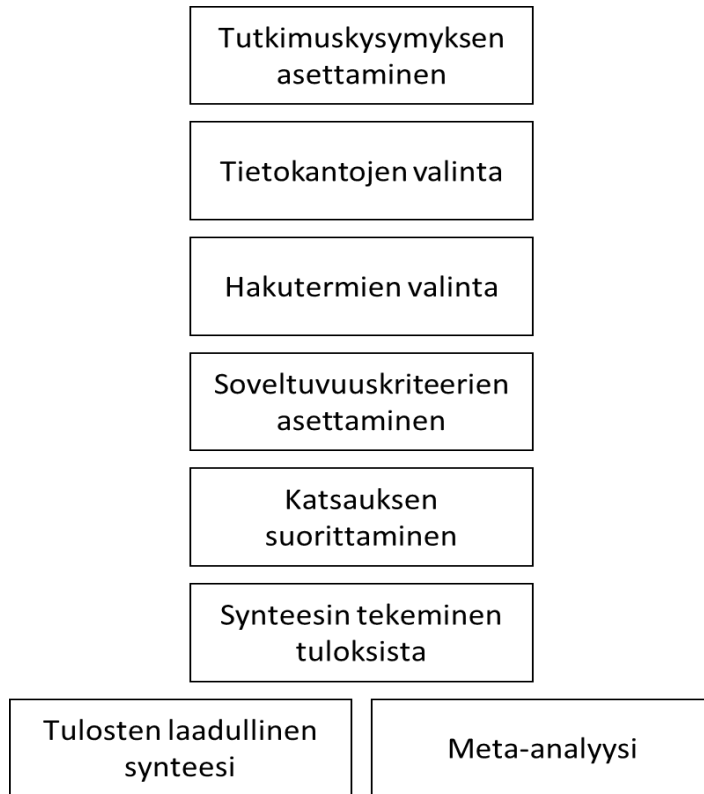 Tutkimuskysymyksen
asettaminen
Tietokantojen valinta
Hakutermien valinta
Soveltuvuuskriteerien
asettaminen
Katsauksen
suorittaminen
Synteesin tekeminen
tuloksista
Tulosten laadullinen
synteesi
Meta-analyysi